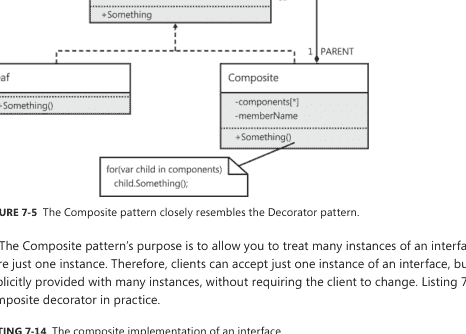 +Something
1 PARENT
af
+Something()
Composite
-components[*]
-memberName
+Something()
for(var child in components)
child.Something();
URE 7-5 The Composite pattern closely resembles the Decorator pattern.
The Composite pattern's purpose is to allow you to treat many instances of an interfa
re just one instance. Therefore, clients can accept just one instance of an interface, bu
plicitly provided with many instances, without requiring the client to change. Listing 7
mposite decorator in practice.
TING 7-14 The composite implementation of an interface.